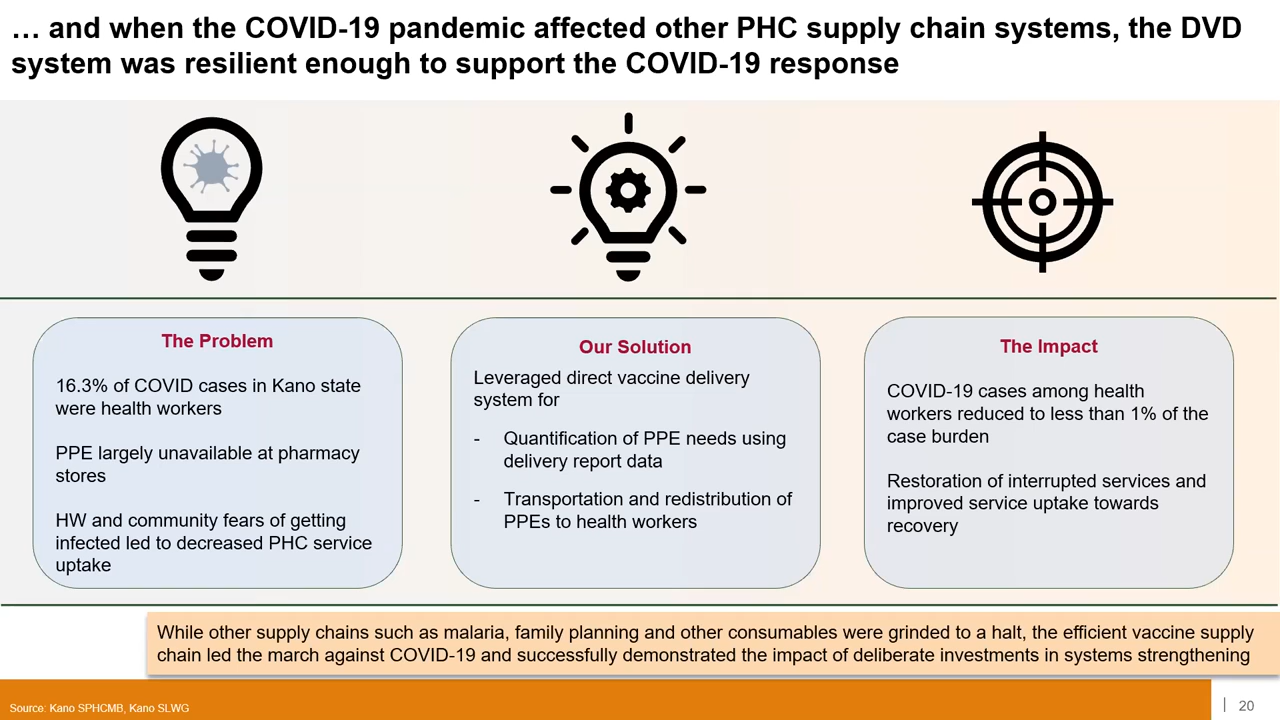 … and when the COVID-19 pandemic affected other PHC supply chain systems, the DVD
system was resilient enough to support the COVID-19 response
The Problem
16.3% of COVID cases in Kano state
were health workers
PPE largely unavailable at pharmacy
stores
HW and community fears of getting
infected led to decreased PHC service
uptake
Our Solution
Leveraged direct vaccine delivery
system for
- Quantification of PPE needs using
delivery report data
- Transportation and redistribution of
PPEs to health workers
The Impact
COVID-19 cases among health
workers reduced to less than 1% of the
case burden
Restoration of interrupted services and
improved service uptake towards
recovery
While other supply chains such as malaria, family planning and other consumables were grinded to a halt, the efficient vaccine supply
chain led the march against COVID-19 and successfully demonstrated the impact of deliberate investments in systems strengthening
Source: Kano SPHCMB, Kano SLWG
| 20